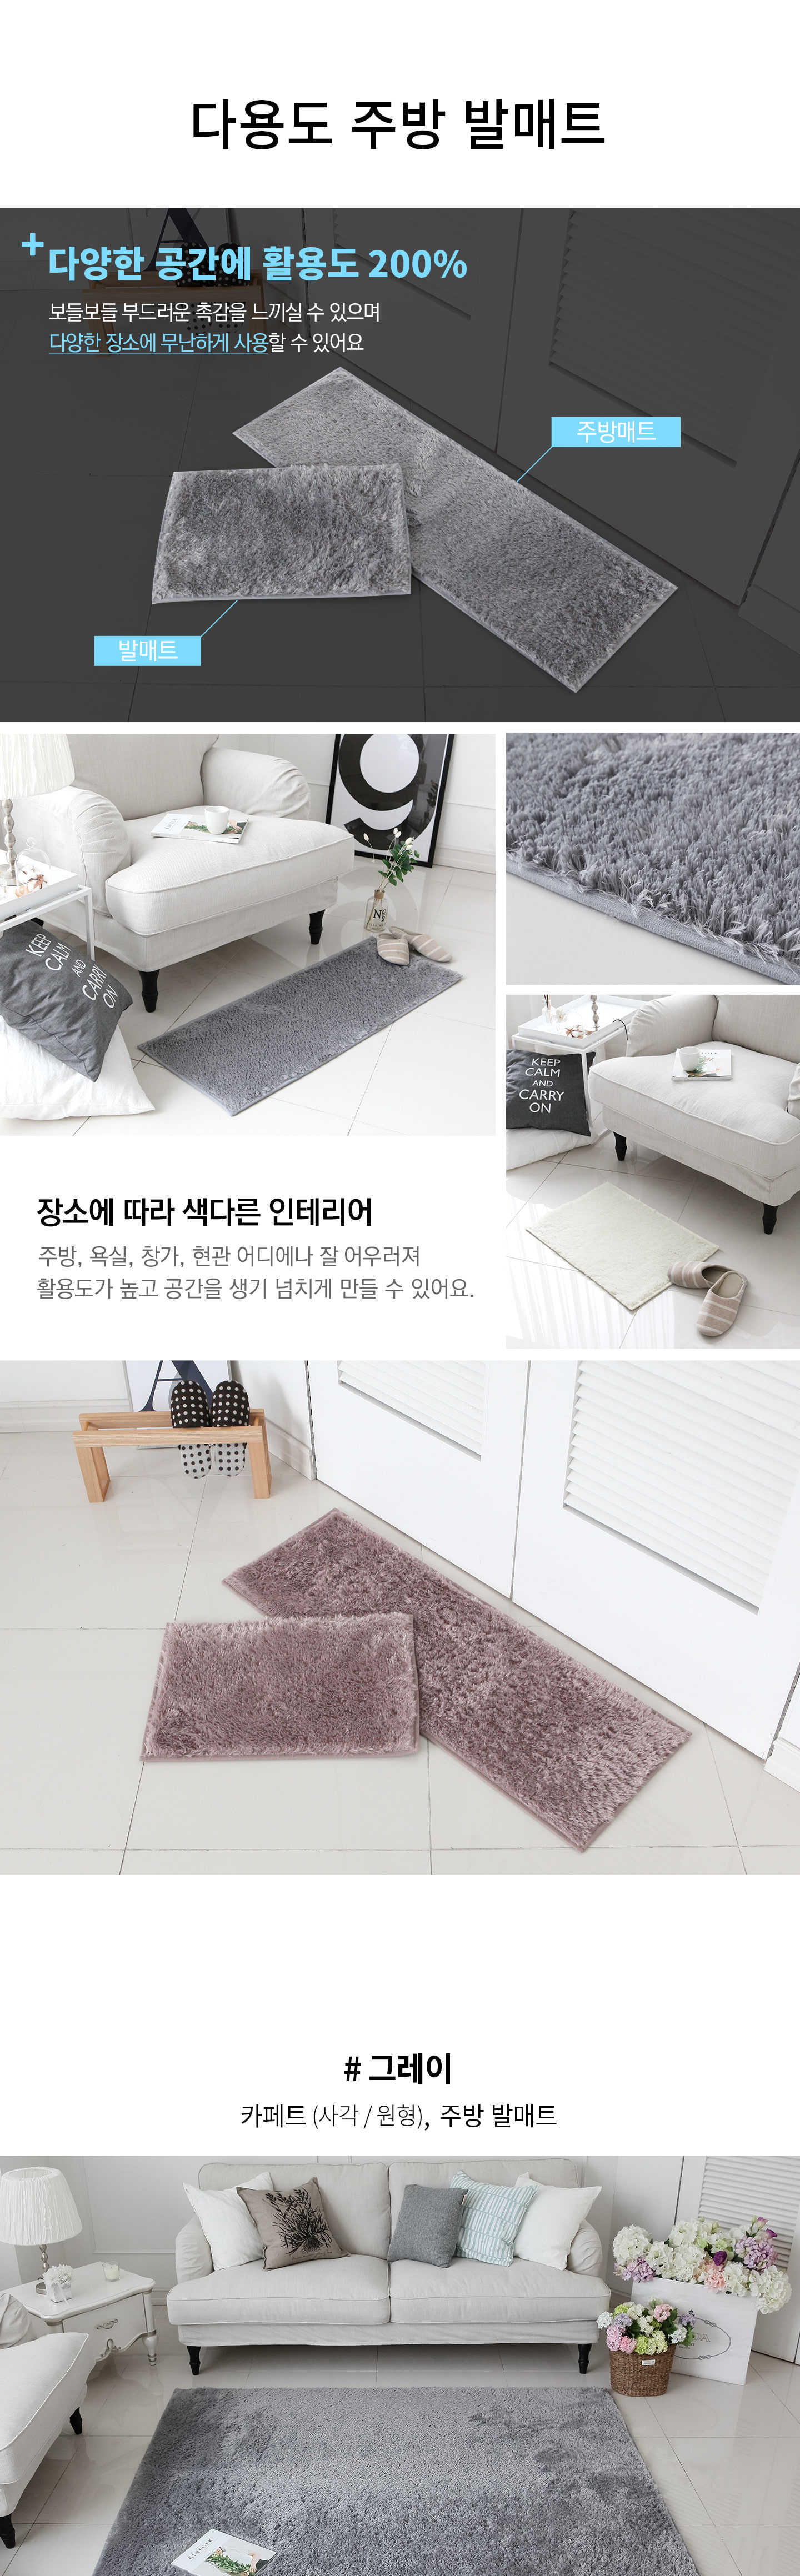 다용도 주방 발매트
+다양한 공간에 활용도 200%
보들보들 부드러운 촉감을 느끼실 수 있으며
다양한 장소에 무난하게 사용할 수 있어요
주방매트
발매트
KEEP
CALM
AND
CARRY
ON
Nº
KEEP
CALM
AND
CARRY
ON
장소에 따라 색다른 인테리어
주방, 욕실, 창가, 현관 어디에나 잘 어우러져
활용도가 높고 공간을 생기 넘치게 만들 수 있어요.
# 그레이
카페트 (사각 / 원형), 주방 발매트
KINFOLK